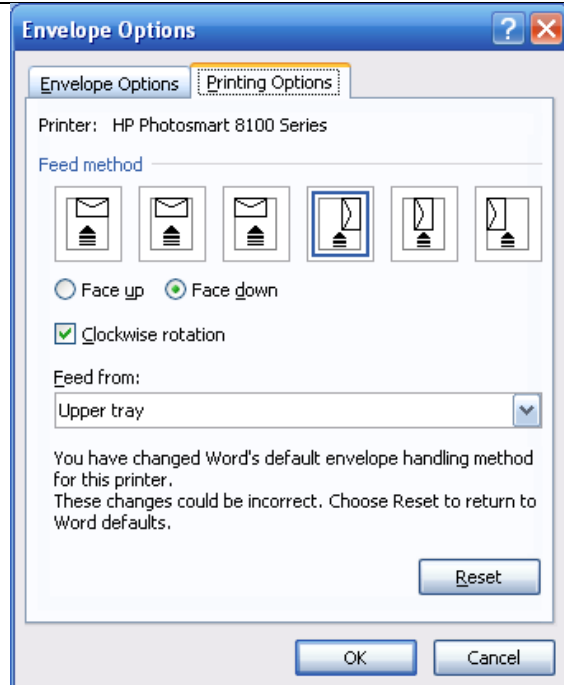 Envelope Options
Envelope Options Printing Options
Printer: HP Photosmart 8100 Series
Feed method
Face up Face down
Clockwise rotation
Feed from:
Upper tray
You have changed Word's default envelope handling method
for this printer.
These changes could be incorrect. Choose Reset to return to
Word defaults.
Reset
OK Cancel